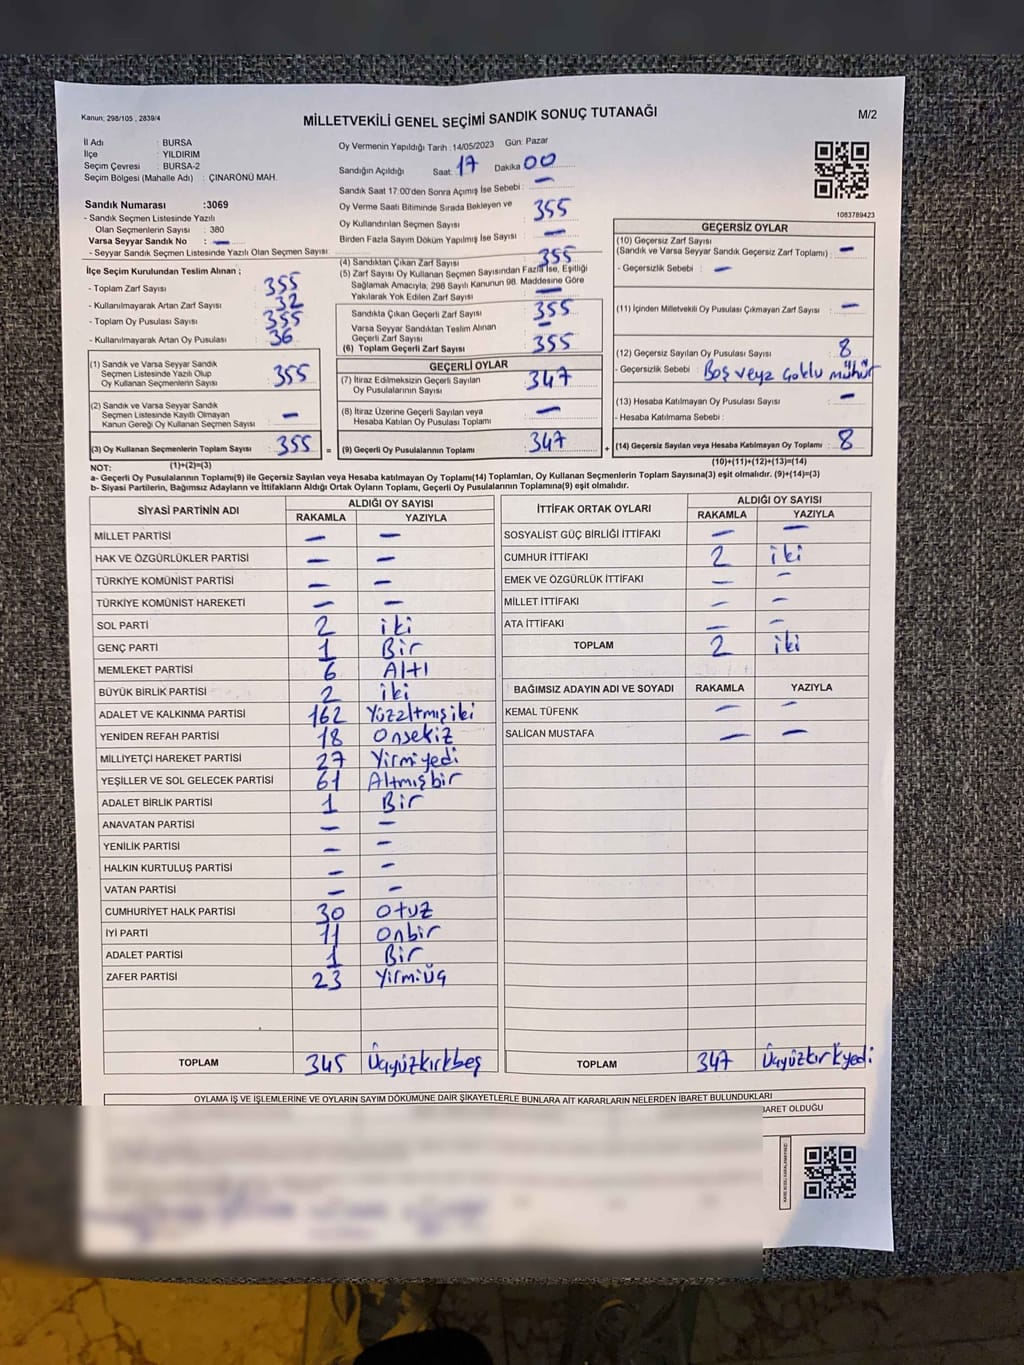 Kanun: 298/105 , 2839/4
MİLLETVEKİLİ GENEL SEÇİMİ SANDIK SONUÇ TUTANAĞI
M/2
İl Adı : BURSA
İlçe : YILDIRIM
Seçim Çevresi : BURSA-2
Seçim Bölgesi (Mahalle Adı) : ÇINARÖNÜ MAH.
Sandık Numarası :3069
- Sandık Seçmen Listesinde Yazılı
Olan Seçmenlerin Sayısı : 380
Varsa Seyyar Sandık No : —
- Seyyar Sandık Seçmen Listesinde Yazılı Olan Seçmen Sayısı:
İlçe Seçim Kurulundan Teslim Alınan ;
- Toplam Zarf Sayısı : 355
- Kullanılmayarak Artan Zarf Sayısı : 32
- Toplam Oy Pusulası Sayısı : 355
- Kullanılmayarak Artan Oy Pusulası : 36
(1) Sandık ve Varsa Seyyar Sandık
Seçmen Listesinde Yazılı Olup
Oy Kullanan Seçmenlerin Sayısı : 355
(2) Sandık ve Varsa Seyyar Sandık
Seçmen Listesinde Kayıtlı Olmayan
Kanun Gereği Oy Kullanan Seçmen Sayısı : —
(3) Oy Kullanan Seçmenlerin Toplam Sayısı : 355 =
Oy Vermenin Yapıldığı Tarih :14/05/2023 Gün: Pazar
Sandığın Açıldığı Saat: 17 Dakika: 00
Sandık Saat 17:00'den Sonra Açımış İse Sebebi : —
Oy Verme Saati Bitiminde Sırada Bekleyen ve
Oy Kullandırılan Seçmen Sayısı : 355
Birden Fazla Sayım Döküm Yapılmış İse Sayısı : —
(4) Sandıktan Çıkan Zarf Sayısı : 355
(5) Zarf Sayısı Oy Kullanan Seçmen Sayısından Fazla İse, Eşitliği
Sağlamak Amacıyla, 298 Sayılı Kanunun 98. Maddesine Göre
Yakılarak Yok Edilen Zarf Sayısı : —
Sandıkta Çıkan Geçerli Zarf Sayısı : 355
Varsa Seyyar Sandıktan Teslim Alınan
Geçerli Zarf Sayısı : —
(6) Toplam Geçerli Zarf Sayısı : 355
GEÇERLİ OYLAR
(7) İtiraz Edilmeksizin Geçerli Sayılan
Oy Pusulalarının Sayısı : 347
(8) İtiraz Üzerine Geçerli Sayılan veya
Hesaba Katılan Oy Pusulası Toplamı : —
(9) Geçerli Oy Pusulalarının Toplamı : 347 +
1083789423
GEÇERSİZ OYLAR
(10) Geçersiz Zarf Sayısı
(Sandık ve Varsa Seyyar Sandık Geçersiz Zarf Toplamı) : —
- Geçersizlik Sebebi : —
(11) İçinden Milletvekili Oy Pusulası Çıkmayan Zarf Sayısı : —
(12) Geçersiz Sayılan Oy Pusulası Sayısı : 8
- Geçersizlik Sebebi : Boş veya Çoklu mühür
(13) Hesaba Katılmayan Oy Pusulası Sayısı : —
- Hesaba Katılmama Sebebi :
(14) Geçersiz Sayılan veya Hesaba Katılmayan Oy Toplamı : 8
NOT: (1)+(2)=(3) (10)+(11)+(12)+(13)=(14)
a- Geçerli Oy Pusulalarının Toplamı(9) ile Geçersiz Sayılan veya Hesaba katılmayan Oy Toplamı(14) Toplamları, Oy Kullanan Seçmenlerin Toplam Sayısına(3) eşit olmalıdır. (9)+(14)=(3)
b- Siyasi Partilerin, Bağımsız Adayların ve İttifakların Aldığı Ortak Oyların Toplamı, Geçerli Oy Pusulalarının Toplamına(9) eşit olmalıdır.
SİYASİ PARTİNİN ADI ALDIĞI OY SAYISI
RAKAMLA YAZIYLA
MİLLET PARTİSİ — —
HAK VE ÖZGÜRLÜKLER PARTİSİ — —
TÜRKİYE KOMÜNİST PARTİSİ — —
TÜRKİYE KOMÜNİST HAREKETİ — —
SOL PARTİ 2 iki
GENÇ PARTİ 1 Bir
MEMLEKET PARTİSİ 6 Altı
BÜYÜK BİRLİK PARTİSİ 2 iki
ADALET VE KALKINMA PARTİSİ 162 Yüzaltmışiki
YENİDEN REFAH PARTİSİ 18 Onsekiz
MİLLİYETÇİ HAREKET PARTİSİ 27 Yirmiyedi
YEŞİLLER VE SOL GELECEK PARTİSİ 61 Altmışbir
ADALET BİRLİK PARTİSİ 1 Bir
ANAVATAN PARTİSİ — —
YENİLİK PARTİSİ — —
HALKIN KURTULUŞ PARTİSİ — —
VATAN PARTİSİ — —
CUMHURİYET HALK PARTİSİ 30 Otuz
İYİ PARTİ 11 Onbir
ADALET PARTİSİ 1 Bir
ZAFER PARTİSİ 23 Yirmiüç
TOPLAM 345 Üçyüzkırkbeş
İTTİFAK ORTAK OYLARI ALDIĞI OY SAYISI
RAKAMLA YAZIYLA
SOSYALİST GÜÇ BİRLİĞİ İTTİFAKI — —
CUMHUR İTTİFAKI 2 iki
EMEK VE ÖZGÜRLÜK İTTİFAKI — —
MİLLET İTTİFAKI — —
ATA İTTİFAKI — —
TOPLAM 2 iki
BAĞIMSIZ ADAYIN ADI VE SOYADI RAKAMLA YAZIYLA
KEMAL TÜFENK — —
SALİCAN MUSTAFA — —
TOPLAM 347 Üçyüzkırkyedi
OYLAMA İŞ VE İŞLEMLERİNE VE OYLARIN SAYIM DÖKÜMÜNE DAİR ŞİKAYETLERLE BUNLARA AİT KARARLARIN NELERDEN İBARET BULUNDUKLARI
BARET OLDUĞU